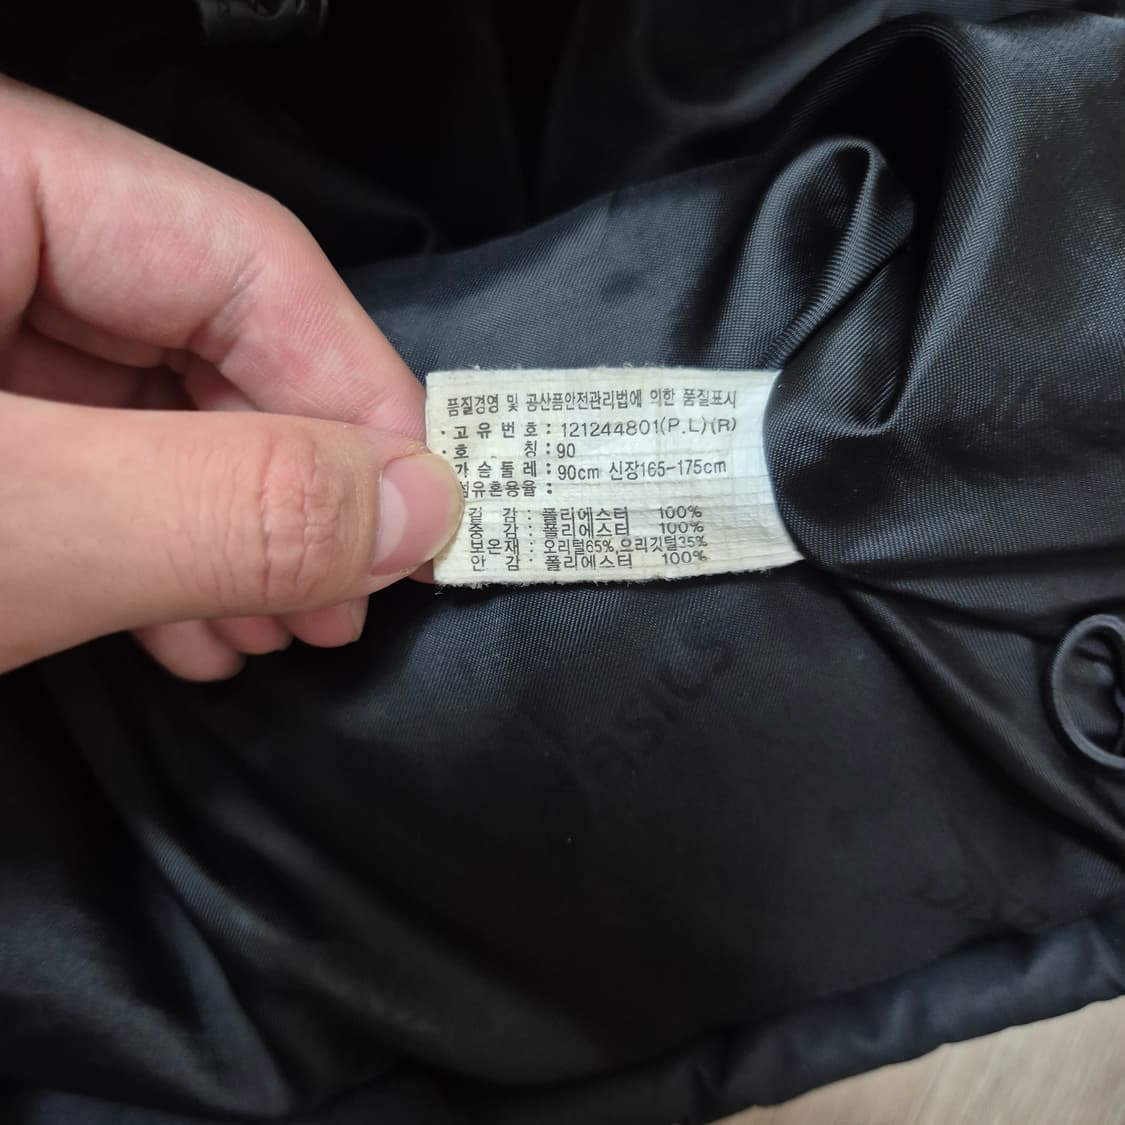 품질경영 및 공산품안전관리법에 의한 품질표시
· 고유번호 : 121244801(P.L)(R)
· 호 칭 : 90
가슴둘레 : 90cm 신장165-175cm
섬유혼용율 :
겉 감 : 폴리에스터 100%
중 감 : 폴리에스터 100%
보온재 : 오리털65%,오리깃털35%
안 감 : 폴리에스터 100%
asics